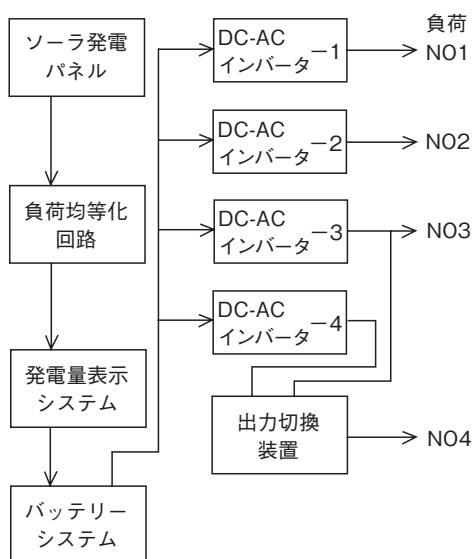 ソーラ発電
パネル
負荷均等化
回路
発電量表示
システム
バッテリー
システム
DC-AC
インバータ −1
DC-AC
インバータ −2
DC-AC
インバータ −3
DC-AC
インバータ −4
出力切換
装置
負荷
NO1
NO2
NO3
NO4